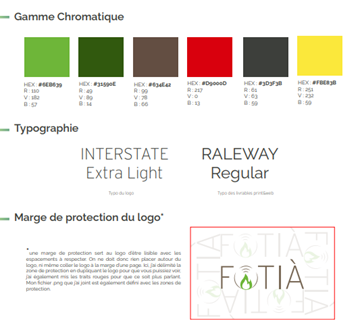 Gamme Chromatique
HEX : #6EB639
R : 110
V : 182
B : 57
HEX : #31590E
R : 49
V : 89
B : 14
HEX : #634E42
R : 99
V : 78
B : 66
HEX : #D9000D
R : 217
V : 0
B : 13
HEX : #3D3F3B
R : 61
V : 63
B : 59
HEX : #FBE83B
R : 251
V : 232
B : 59
Typographie
INTERSTATE
Extra Light
Typo du logo
RALEWAY
Regular
Typo des livrables print&web
Marge de protection du logo*
* une marge de protection sert au logo d'être lisible avec les
espacements à respecter. On ne doit donc rien placer autour du
logo, ni même coller le logo à la marge d'une page. Ici, j'ai délimité la
zone de protection en dupliquant le logo pour que vous puissiez voir,
j'ai également mis les traits rouges pour que ce soit plus parlant.
Mon fichier .png que j'ai joint est également défini avec les zones de
protection.
FOTIÀ